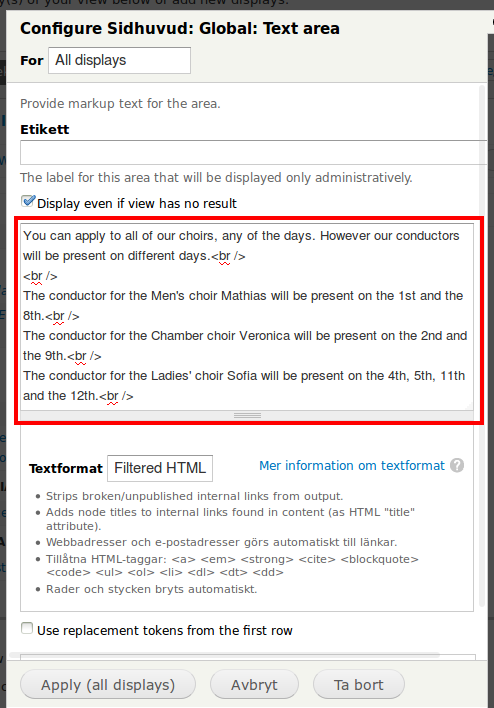 y(s) of your view below or add new displays.
Configure Sidhuvud: Global: Text area
For All displays
Provide markup text for the area.
Etikett
The label for this area that will be displayed only administratively.
Display even if view has no result
You can apply to all of our choirs, any of the days. However our conductors
will be present on different days.<br />
<br />
The conductor for the Men's choir Mathias will be present on the 1st and the
8th.<br />
The conductor for the Chamber choir Veronica will be present on the 2nd and
the 9th.<br />
The conductor for the Ladies' choir Sofia will be present on the 4th, 5th, 11th
and the 12th.<br />
Textformat Filtered HTML Mer information om textformat ?
Strips broken/unpublished internal links from output.
Adds node titles to internal links found in content (as HTML "title"
attribute).
Webbadresser och e-postadresser görs automatiskt till länkar.
Tillåtna HTML-taggar: <a> <em> <strong> <cite> <blockquote>
<code> <ul> <ol> <li> <dl> <dt> <dd>
Rader och stycken bryts automatiskt.
Use replacement tokens from the first row
Apply (all displays) Avbryt Ta bort